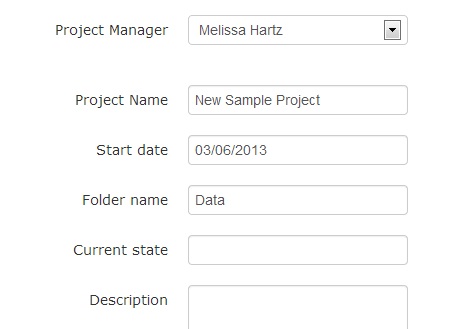 Project Manager Melissa Hartz
Project Name New Sample Project
Start date 03/06/2013
Folder name Data
Current state
Description